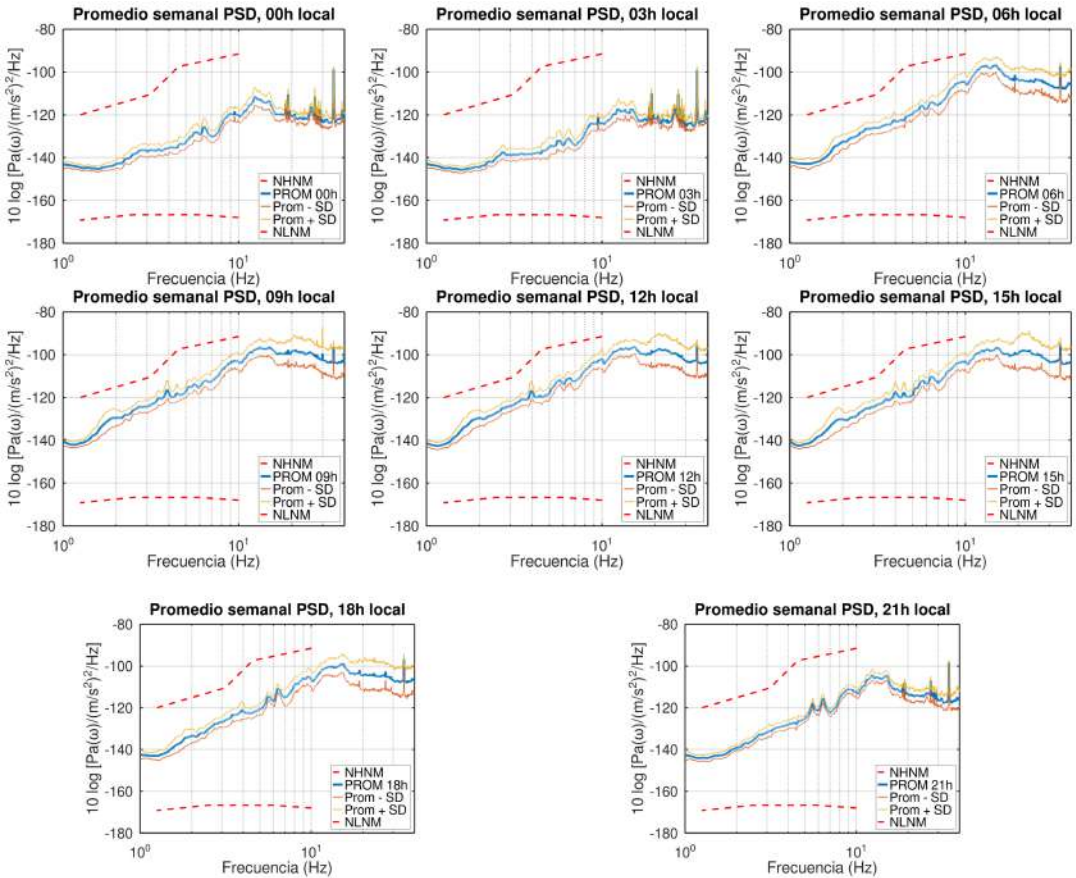 Promedio semanal PSD, 00h local
-80
-100
-120
-140
-160
-180
10 log [Pa(ω)/(m/s²)²/Hz]
NHNM
PROM 00h
Prom - SD
Prom + SD
NLNM
10⁰
10¹
Frecuencia (Hz)
Promedio semanal PSD, 03h local
-80
-100
-120
-140
-160
-180
10 log [Pa(ω)/(m/s²)²/Hz]
NHNM
PROM 03h
Prom - SD
Prom + SD
NLNM
10⁰
10¹
Frecuencia (Hz)
Promedio semanal PSD, 06h local
-80
-100
-120
-140
-160
-180
10 log [Pa(ω)/(m/s²)²/Hz]
NHNM
PROM 06h
Prom - SD
Prom + SD
NLNM
10⁰
10¹
Frecuencia (Hz)
Promedio semanal PSD, 09h local
-80
-100
-120
-140
-160
-180
10 log [Pa(ω)/(m/s²)²/Hz]
NHNM
PROM 09h
Prom - SD
Prom + SD
NLNM
10⁰
10¹
Frecuencia (Hz)
Promedio semanal PSD, 12h local
-80
-100
-120
-140
-160
-180
10 log [Pa(ω)/(m/s²)²/Hz]
NHNM
PROM 12h
Prom - SD
Prom + SD
NLNM
10⁰
10¹
Frecuencia (Hz)
Promedio semanal PSD, 15h local
-80
-100
-120
-140
-160
-180
10 log [Pa(ω)/(m/s²)²/Hz]
NHNM
PROM 15h
Prom - SD
Prom + SD
NLNM
10⁰
10¹
Frecuencia (Hz)
Promedio semanal PSD, 18h local
-80
-100
-120
-140
-160
-180
10 log [Pa(ω)/(m/s²)²/Hz]
NHNM
PROM 18h
Prom - SD
Prom + SD
NLNM
10⁰
10¹
Frecuencia (Hz)
Promedio semanal PSD, 21h local
-80
-100
-120
-140
-160
-180
10 log [Pa(ω)/(m/s²)²/Hz]
NHNM
PROM 21h
Prom - SD
Prom + SD
NLNM
10⁰
10¹
Frecuencia (Hz)